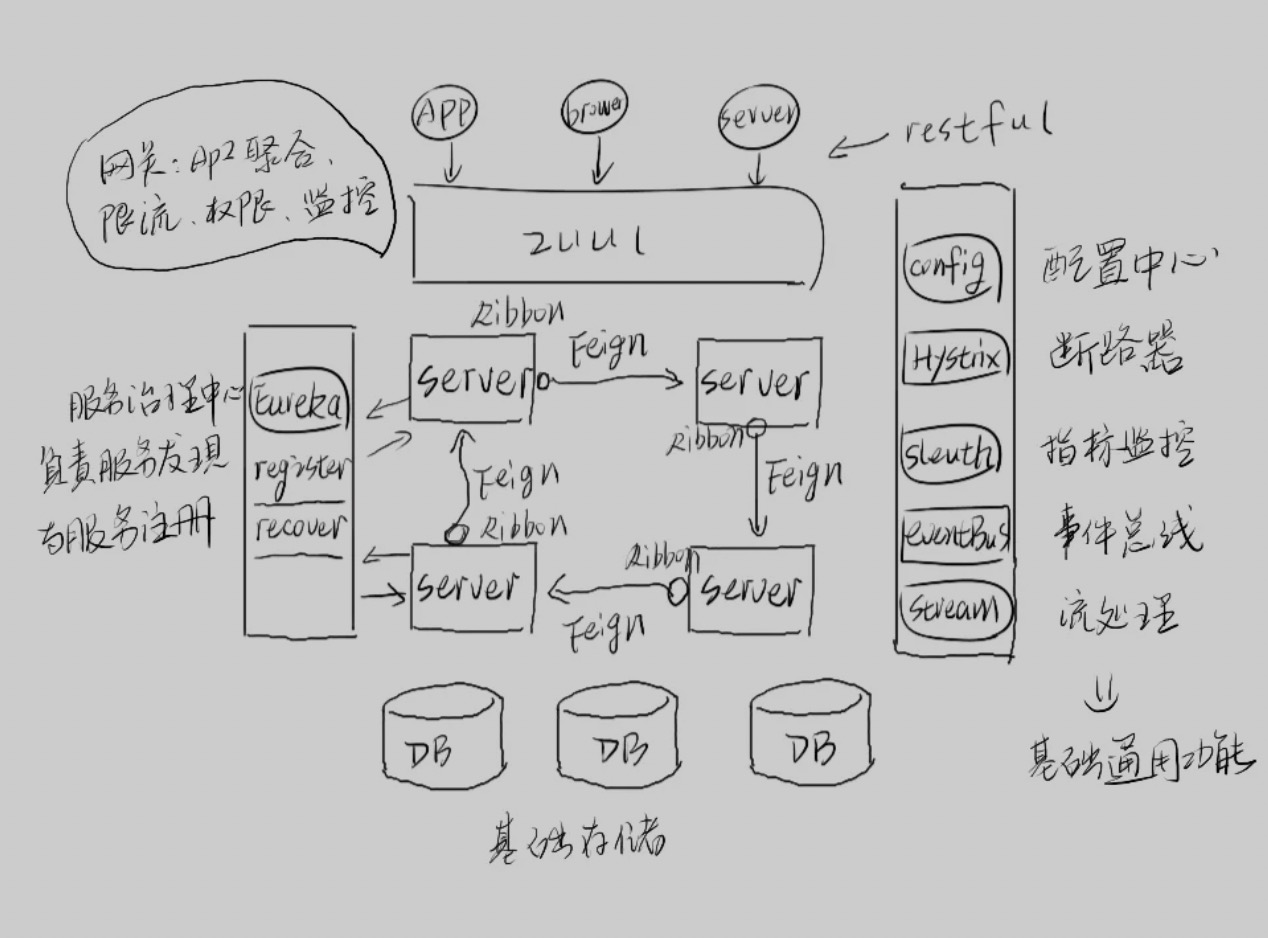 APP
brower
server
restful
网关:API聚合、
限流、权限、监控
zuul
config
配置中心
Ribbon
Hystrix
断路器
server
Feign
server
服务治理中心
Eureka
Ribbon
负责服务发现
register
Feign
Feign
sleuth
指标监控
与服务注册
recover
Ribbon
eventBus
事件总线
server
Ribbon
Feign
server
stream
流处理
DB
DB
DB
基础通用功能
基础存储